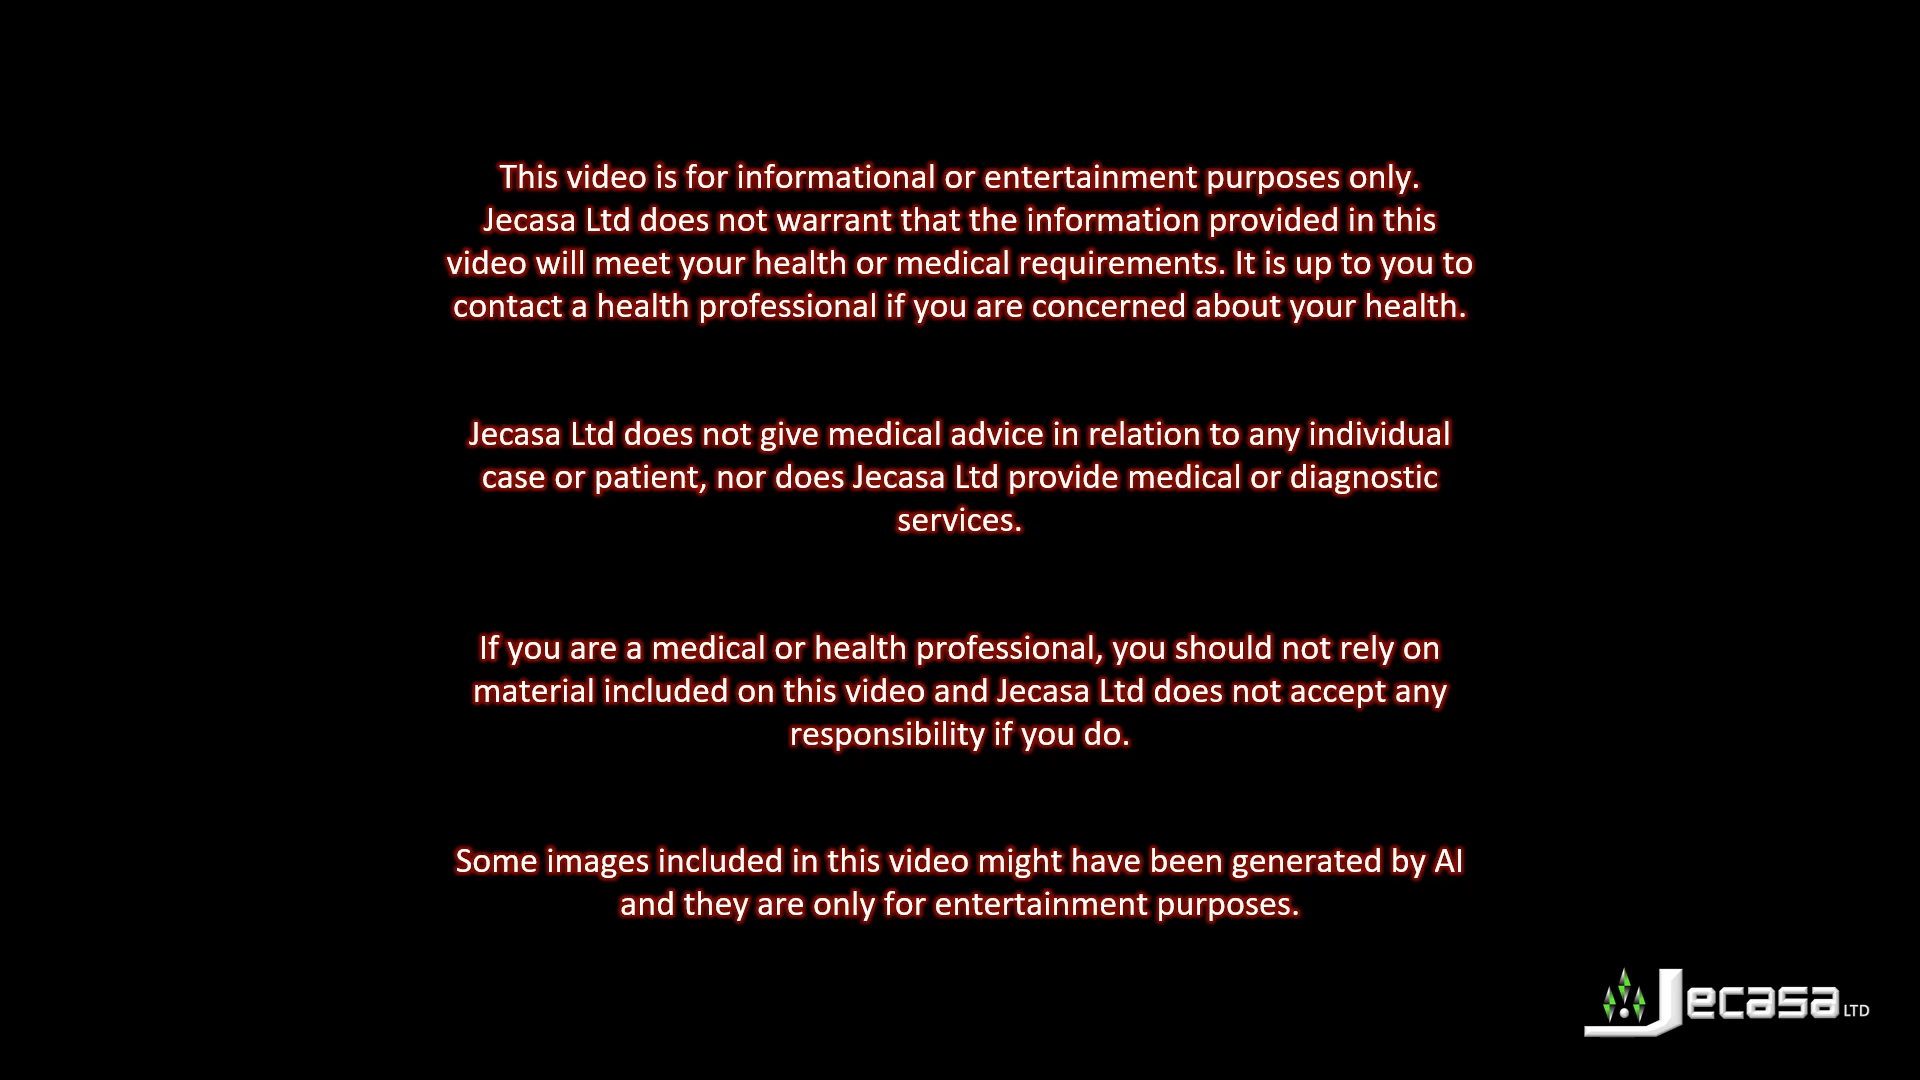 This video is for informational or entertainment purposes only.
Jecasa Ltd does not warrant that the information provided in this
video will meet your health or medical requirements. It is up to you to
contact a health professional if you are concerned about your health.
Jecasa Ltd does not give medical advice in relation to any individual
case or patient, nor does Jecasa Ltd provide medical or diagnostic
services.
If you are a medical or health professional, you should not rely on
material included on this video and Jecasa Ltd does not accept any
responsibility if you do.
Some images included in this video might have been generated by AI
and they are only for entertainment purposes.
Jecasa LTD